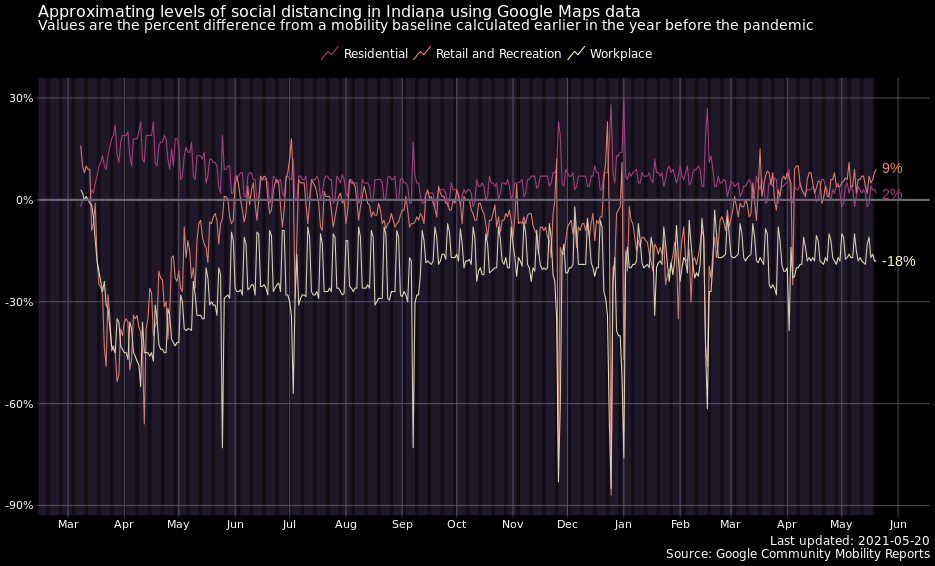 Approximating levels of social distancing in Indiana using Google Maps data
Values are the percent difference from a mobility baseline calculated earlier in the year before the pandemic
Residential Retail and Recreation Workplace
30%
0%
-30%
-60%
-90%
9%
2%
-18%
Mar Apr May Jun Jul Aug Sep Oct Nov Dec Jan Feb Mar Apr May Jun
Last updated: 2021-05-20
Source: Google Community Mobility Reports